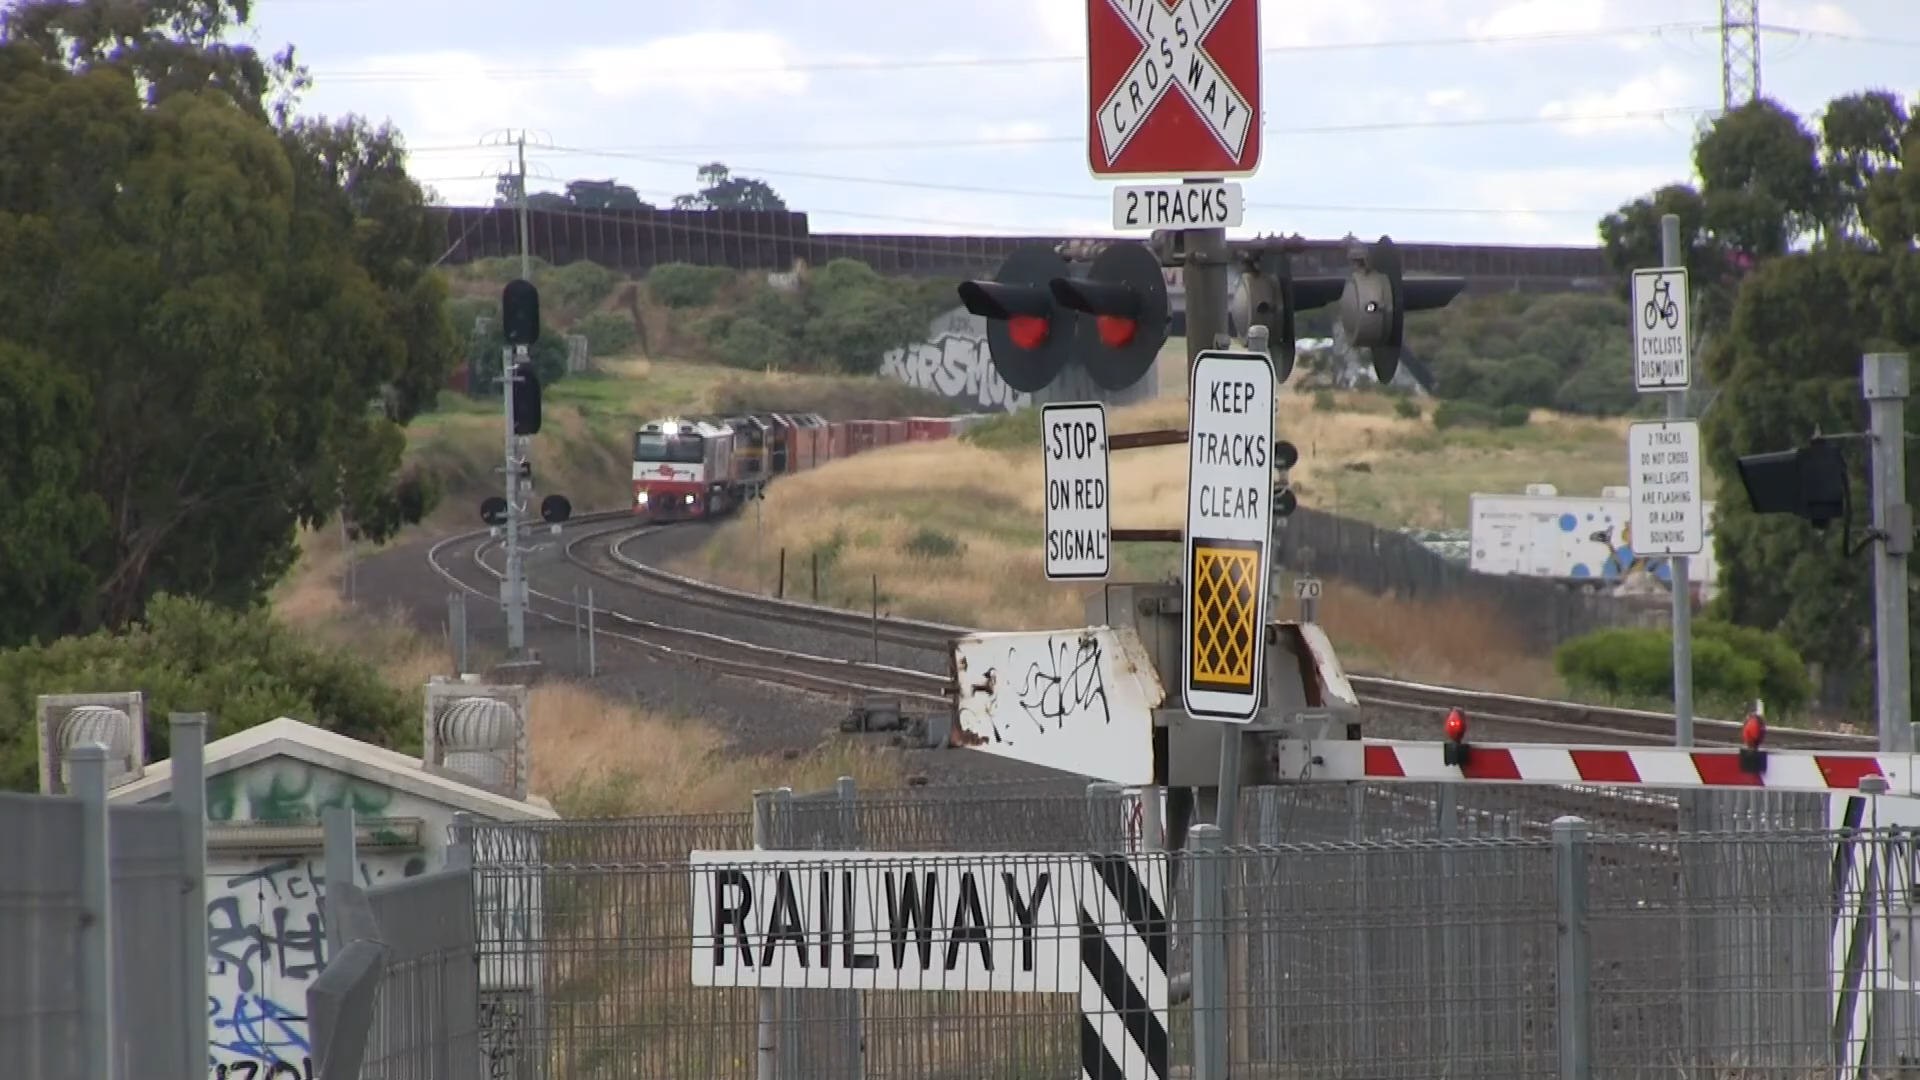 RAILWAY
CROSSING
2 TRACKS
STOP
ON RED
SIGNAL
KEEP
TRACKS
CLEAR
CYCLISTS
DISMOUNT
2 TRACKS
DO NOT CROSS
WHILE LIGHTS
ARE FLASHING
OR ALARM
SOUNDING
70
RAILWAY